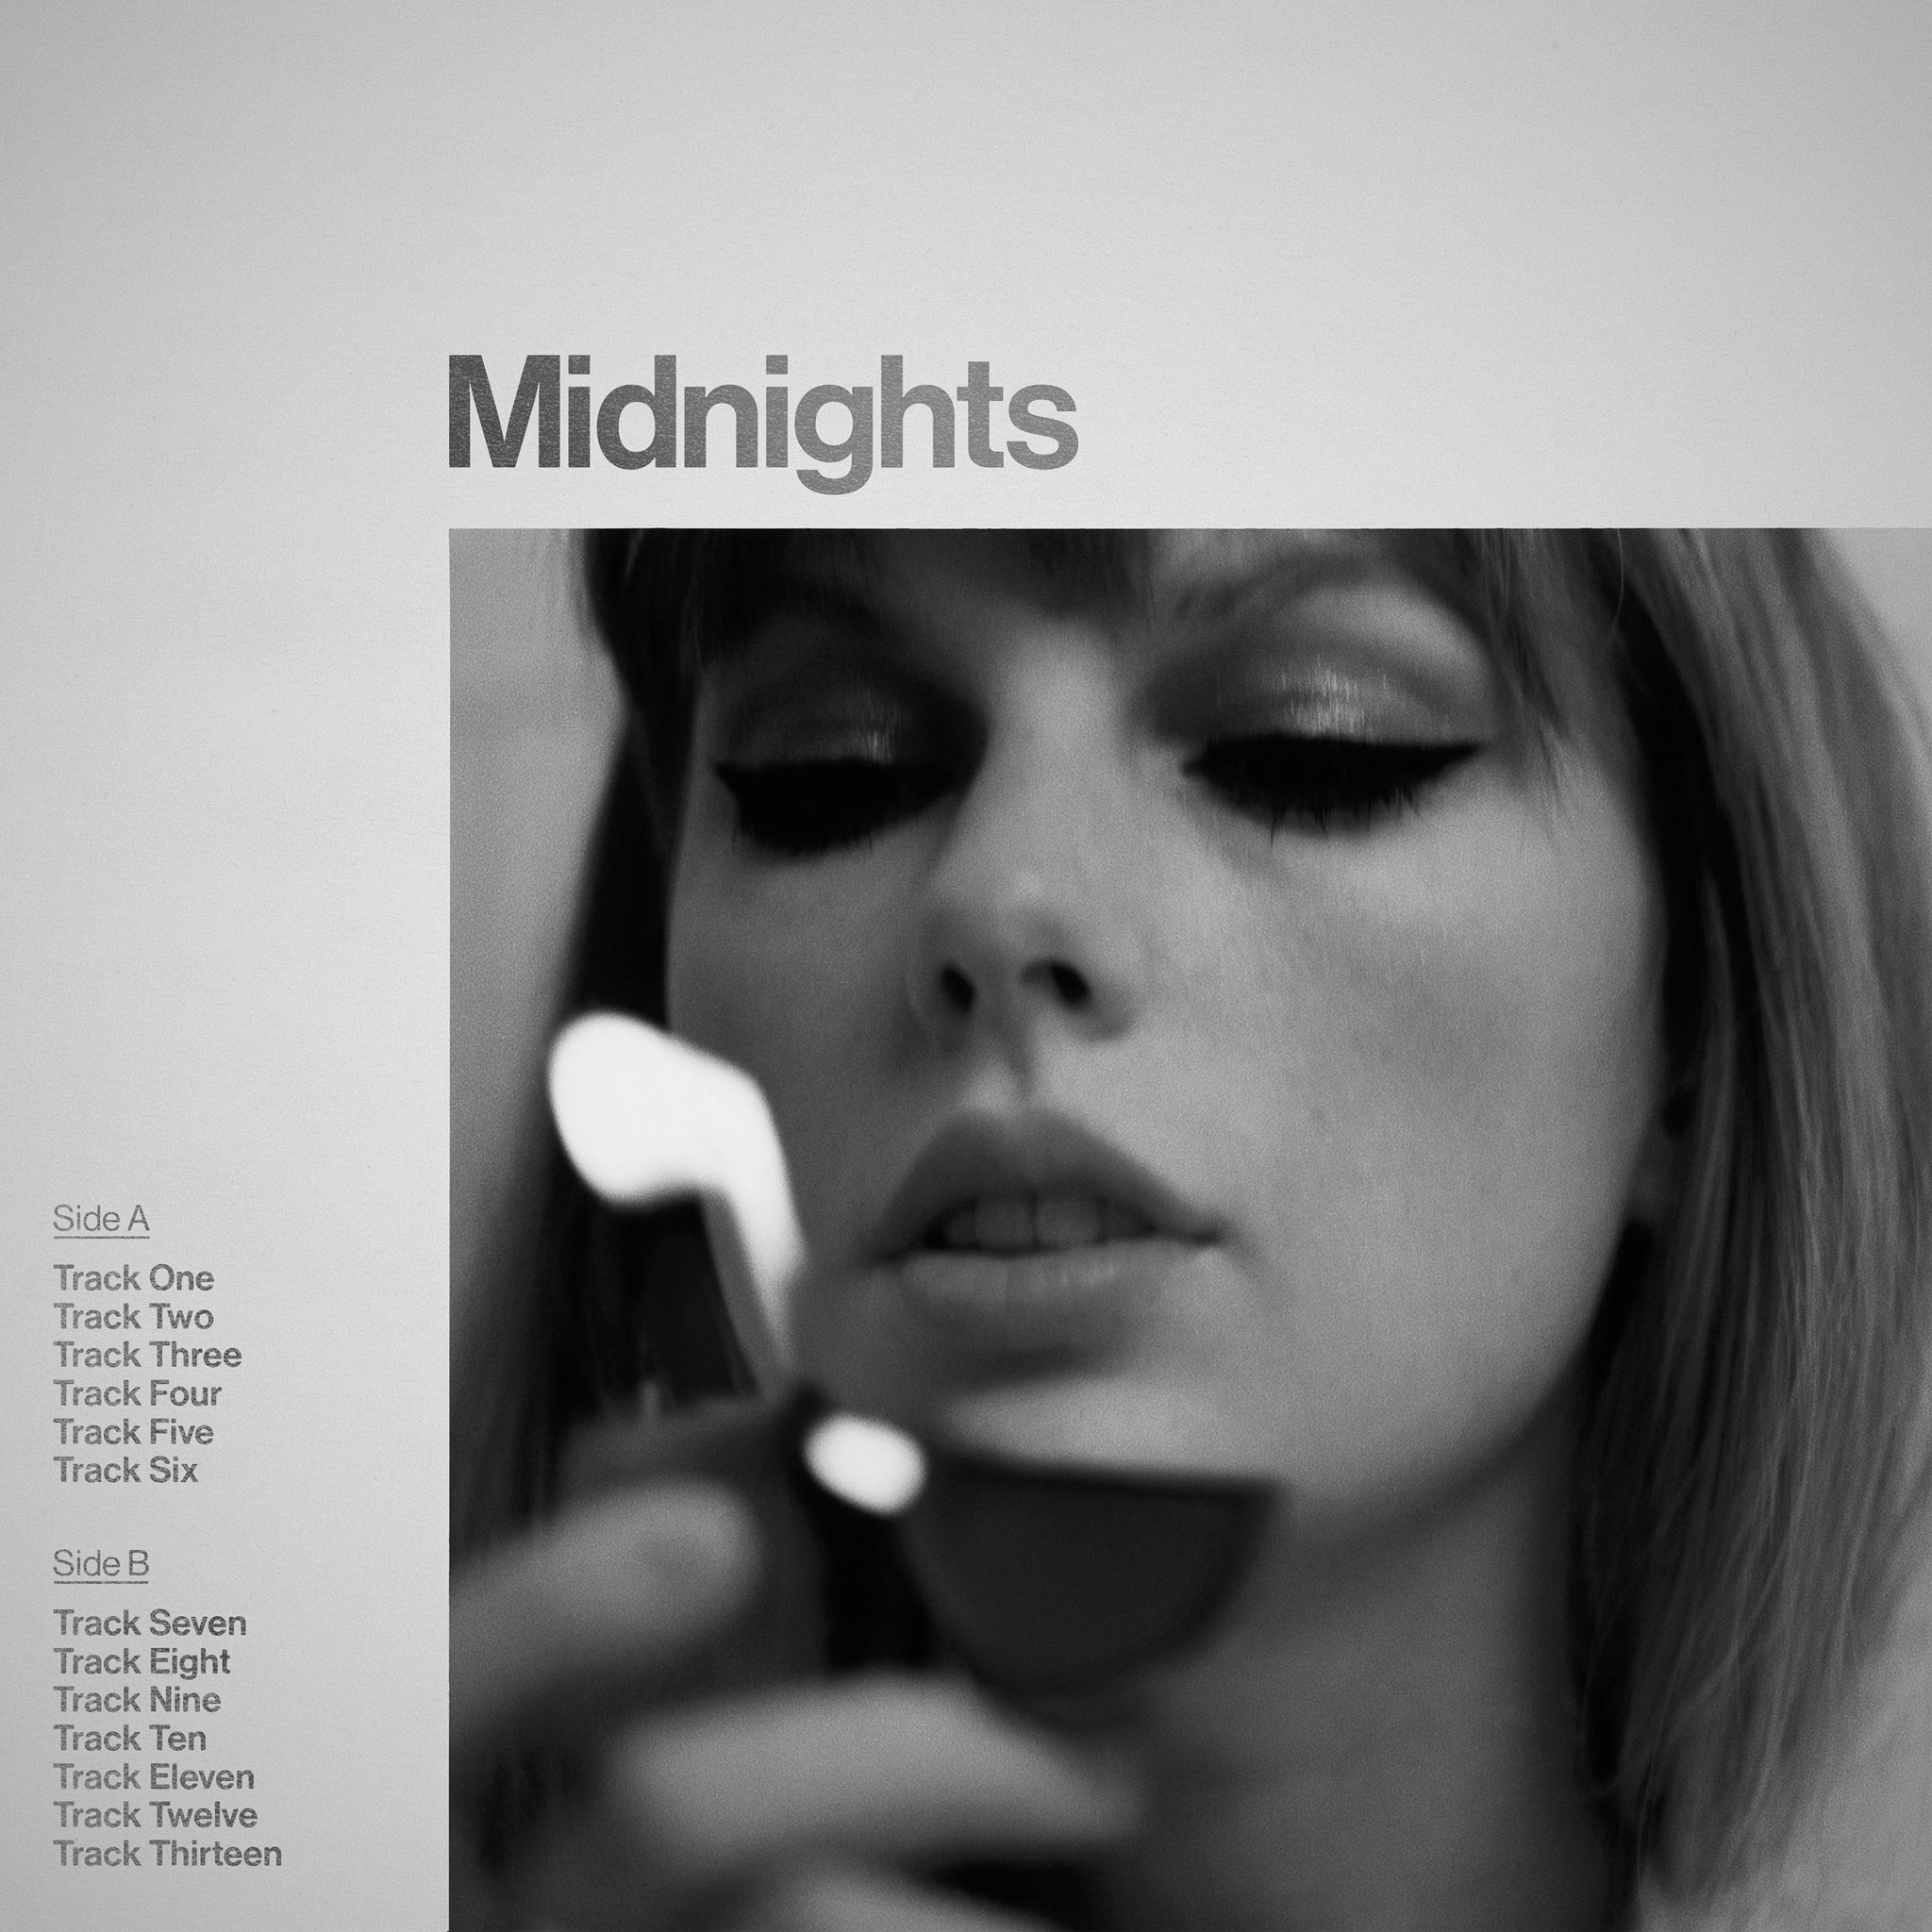 Midnights
Side A
Track One
Track Two
Track Three
Track Four
Track Five
Track Six
Side B
Track Seven
Track Eight
Track Nine
Track Ten
Track Eleven
Track Twelve
Track Thirteen